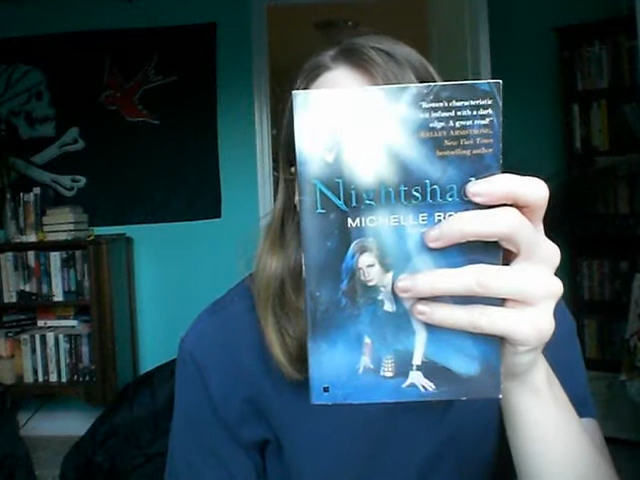 "Rowen's characteristic
wit infused with a dark
edge. A great read!"
KELLEY ARMSTRONG,
New York Times
bestselling author
Nightshad
MICHELLE RO